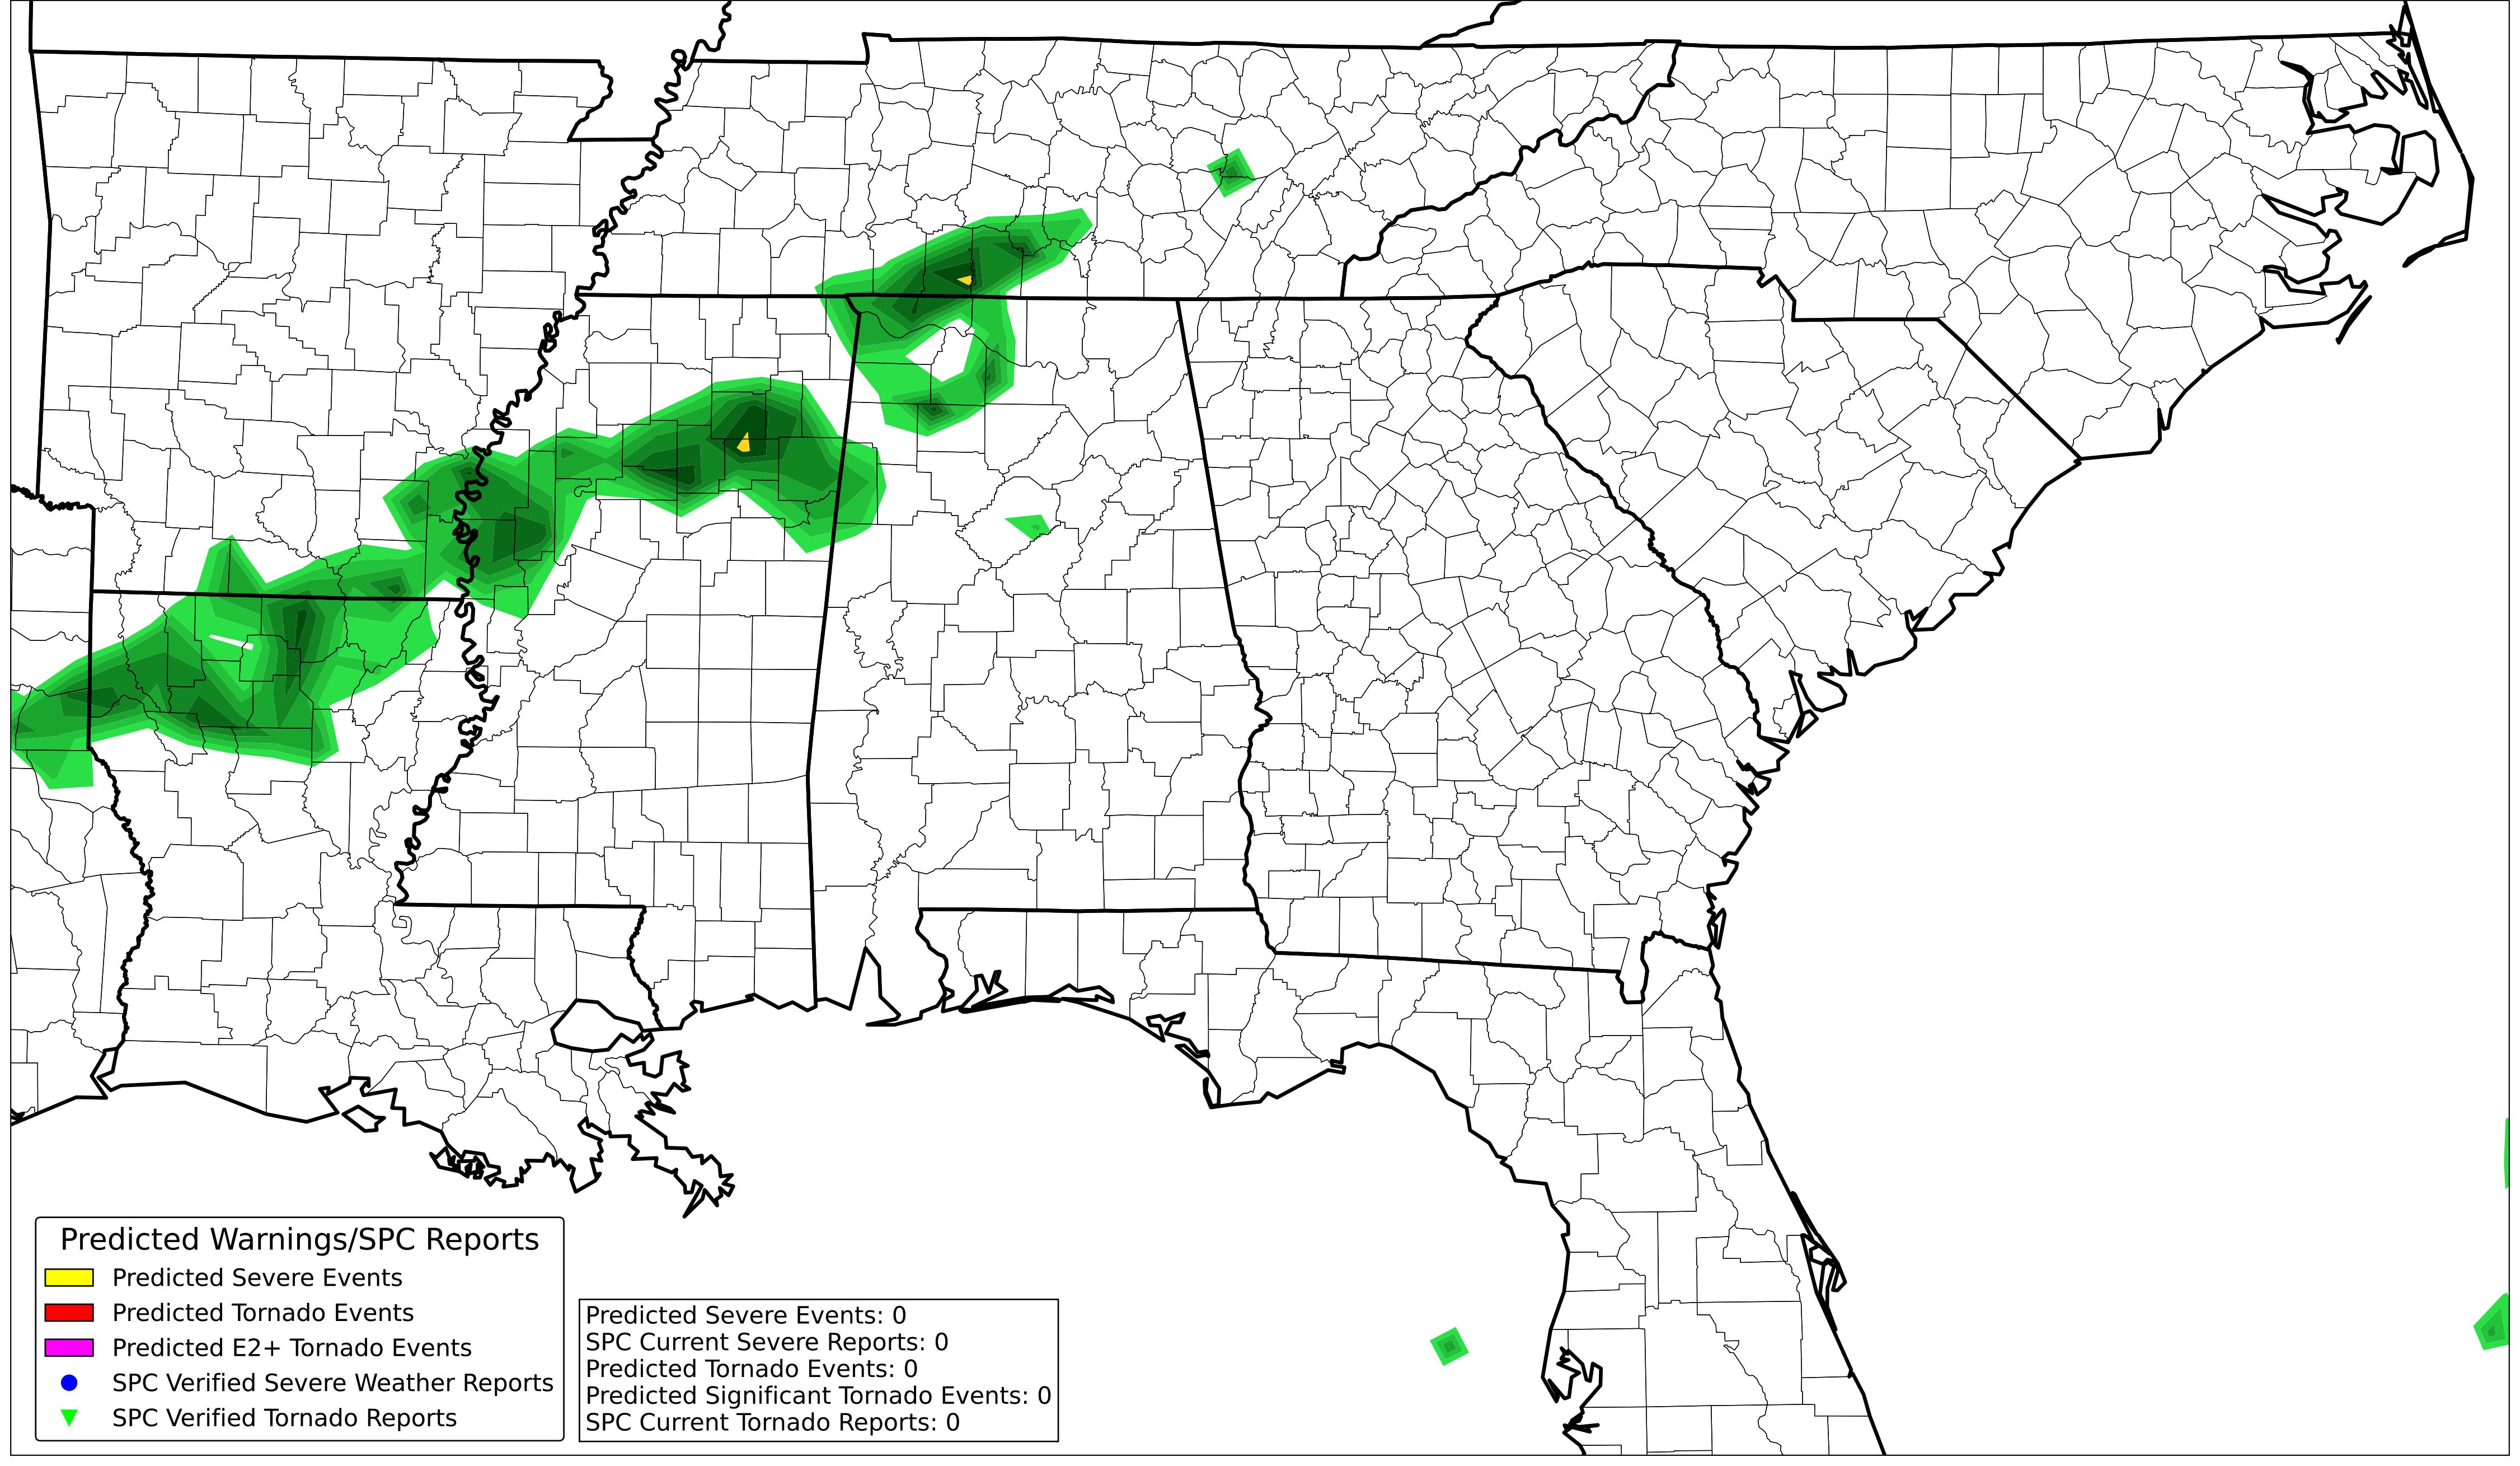 Predicted Warnings/SPC Reports
Predicted Severe Events
Predicted Tornado Events
Predicted E2+ Tornado Events
SPC Verified Severe Weather Reports
SPC Verified Tornado Reports
Predicted Severe Events: 0
SPC Current Severe Reports: 0
Predicted Tornado Events: 0
Predicted Significant Tornado Events: 0
SPC Current Tornado Reports: 0